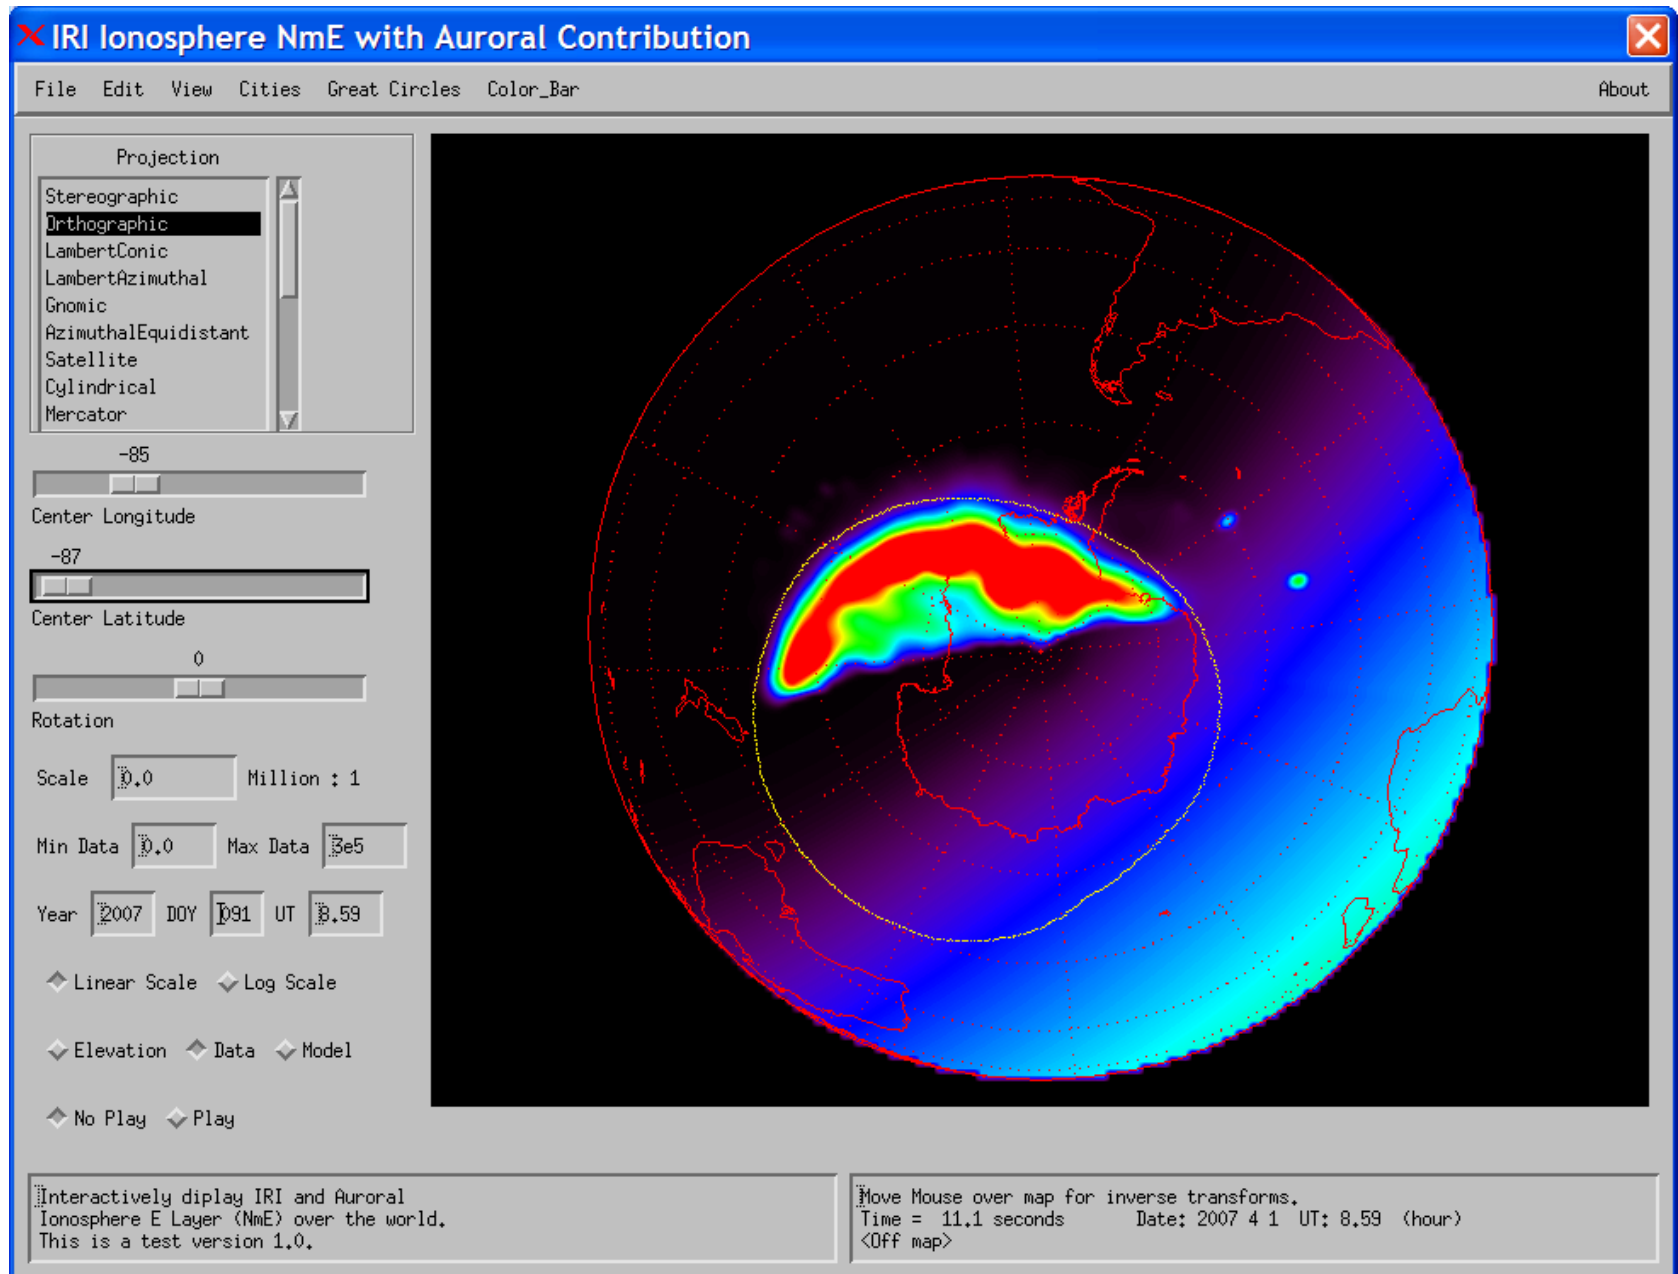 IRI Ionosphere NmE with Auroral Contribution
File Edit View Cities Great Circles Color_Bar About
Projection
Stereographic
Orthographic
LambertConic
LambertAzimuthal
Gnomic
AzimuthalEquidistant
Satellite
Cylindrical
Mercator
-85
Center Longitude
-87
Center Latitude
0
Rotation
Scale 0.0 Million : 1
Min Data 0.0 Max Data 3e5
Year 2007 DOY 091 UT 8.59
Linear Scale Log Scale
Elevation Data Model
No Play Play
Interactively diplay IRI and Auroral
Ionosphere E Layer (NmE) over the world.
This is a test version 1.0.
Move Mouse over map for inverse transforms.
Time = 11.1 seconds Date: 2007 4 1 UT: 8.59 (hour)
<Off map>